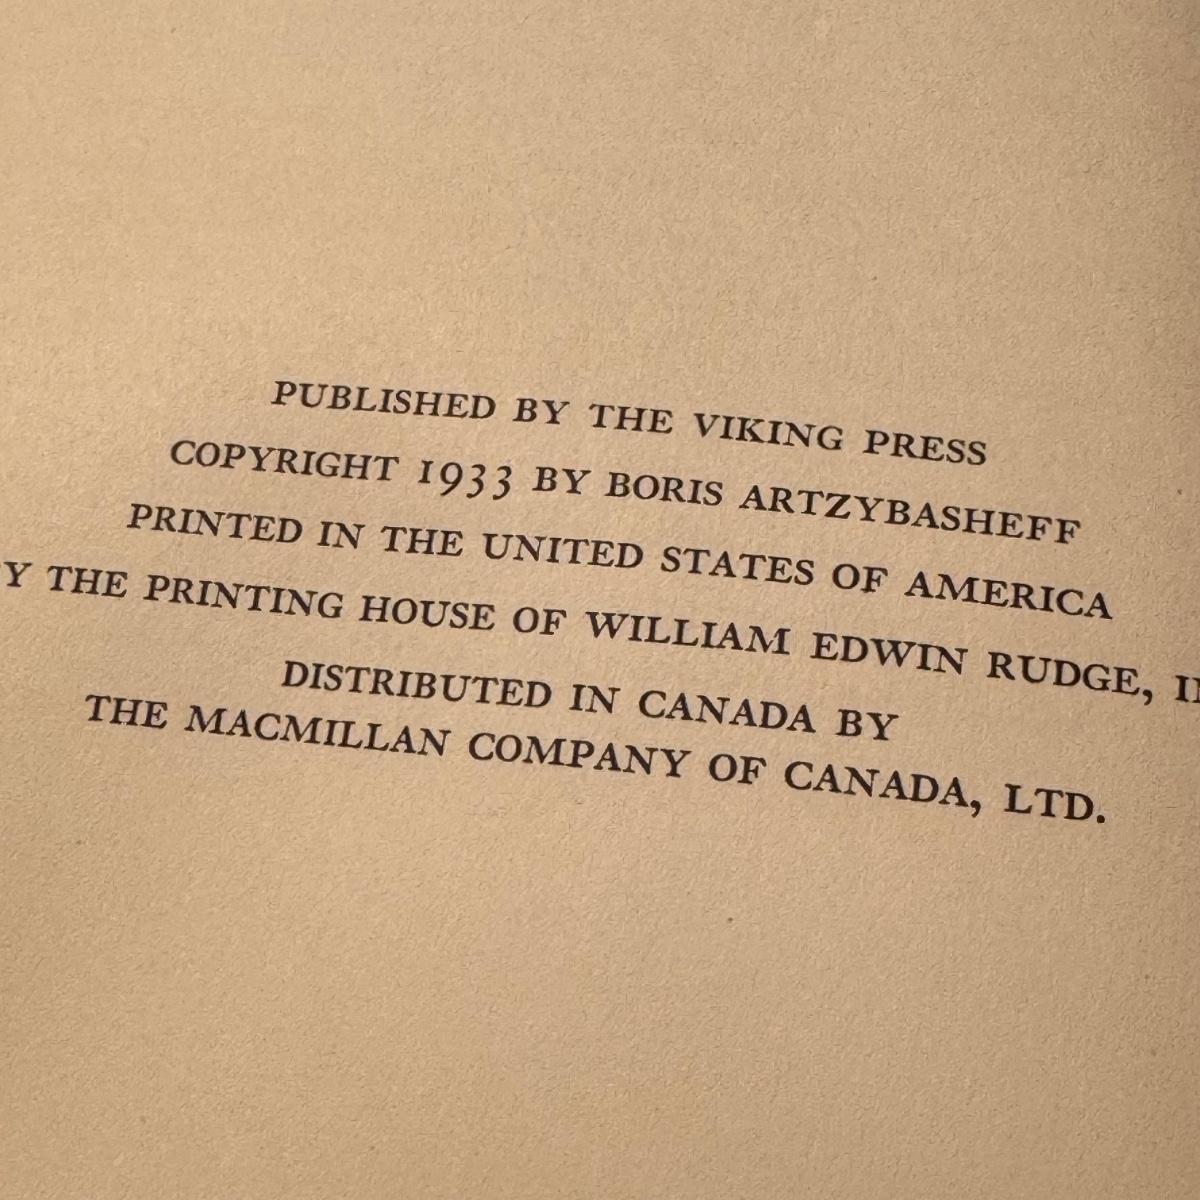 PUBLISHED BY THE VIKING PRESS
COPYRIGHT 1933 BY BORIS ARTZYBASHEFF
PRINTED IN THE UNITED STATES OF AMERICA
Y THE PRINTING HOUSE OF WILLIAM EDWIN RUDGE, IN
DISTRIBUTED IN CANADA BY
THE MACMILLAN COMPANY OF CANADA, LTD.